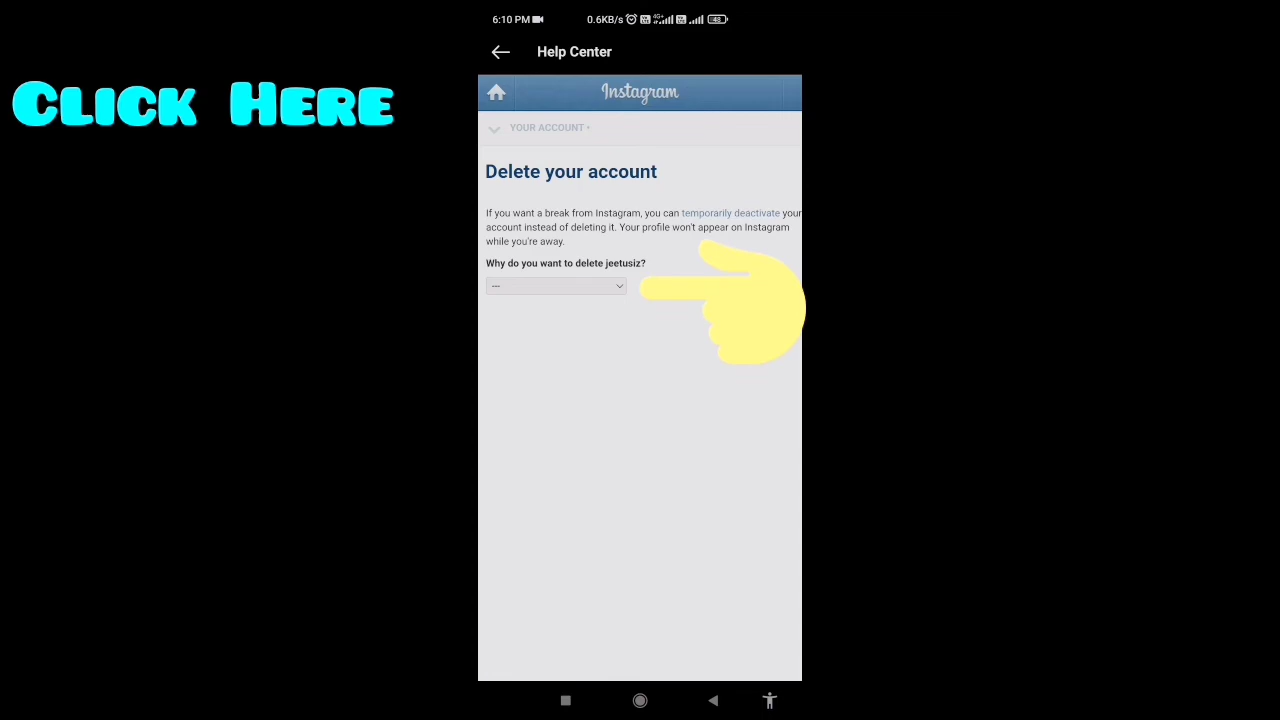 6:10 PM 0.6KB/s 4G+ 48
Help Center
Click Here
Instagram
YOUR ACCOUNT
Delete your account
If you want a break from Instagram, you can temporarily deactivate your
account instead of deleting it. Your profile won't appear on Instagram
while you're away.
Why do you want to delete jeetusiz?
---